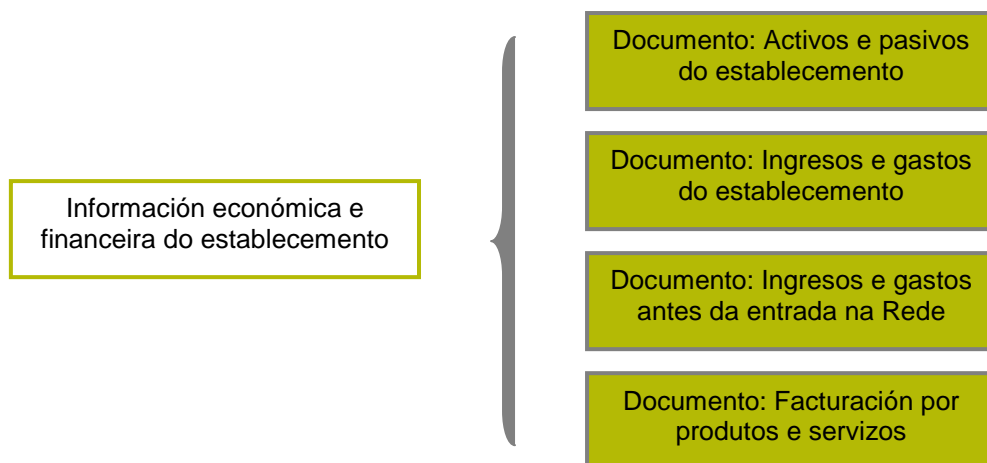 Información económica e
financeira do establecemento
Documento: Activos e pasivos
do establecemento
Documento: Ingresos e gastos
do establecemento
Documento: Ingresos e gastos
antes da entrada na Rede
Documento: Facturación por
produtos e servizos